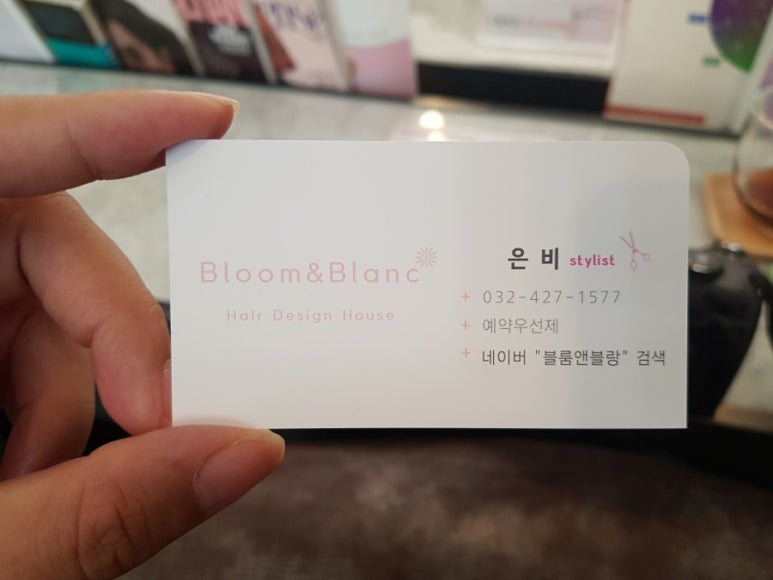 Bloom&Blanc
Hair Design House
은비 stylist
+ 032-427-1577
+ 예약우선제
+ 네이버 "블룸앤블랑" 검색